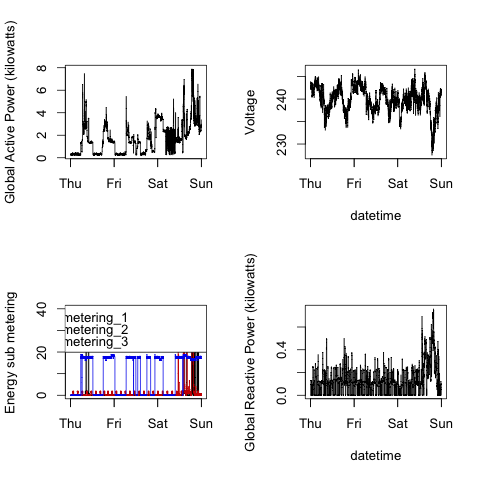 Global Active Power (kilowatts)
0 2 4 6 8
Thu Fri Sat Sun
Voltage
230 240
Thu Fri Sat Sun
datetime
Energy sub metering
0 20 40
metering_1
metering_2
metering_3
Thu Fri Sat Sun
Global Reactive Power (kilowatts)
0.0 0.4
Thu Fri Sat Sun
datetime